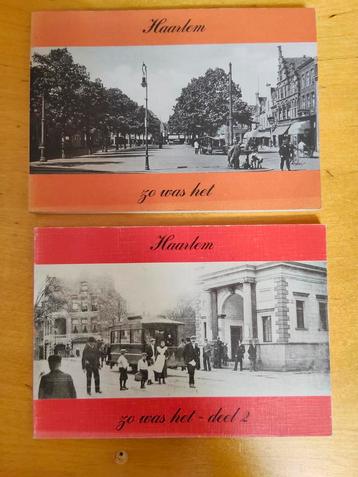 Haarlem
zo was het
Haarlem
zo was het - deel 2